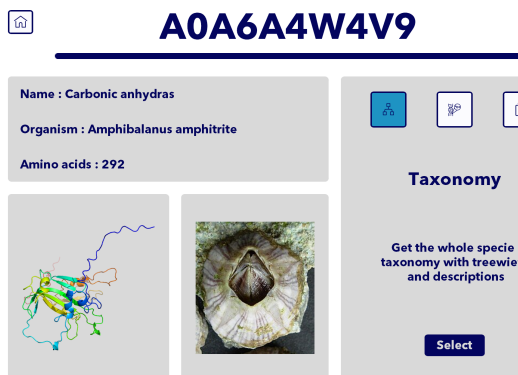 A0A6A4W4V9
Name : Carbonic anhydras
Organism : Amphibalanus amphitrite
Amino acids : 292
Taxonomy
Get the whole specie
taxonomy with treewie
and descriptions
Select